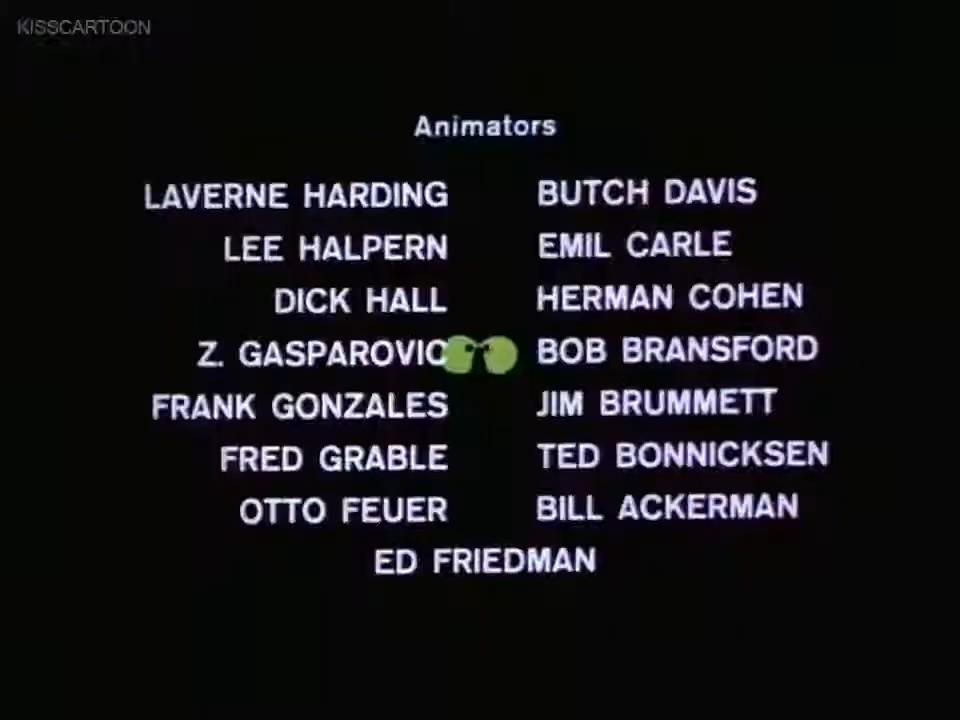 KISSCARTOON
Animators
LAVERNE HARDING BUTCH DAVIS
LEE HALPERN EMIL CARLE
DICK HALL HERMAN COHEN
Z. GASPAROVIC BOB BRANSFORD
FRANK GONZALES JIM BRUMMETT
FRED GRABLE TED BONNICKSEN
OTTO FEUER BILL ACKERMAN
ED FRIEDMAN